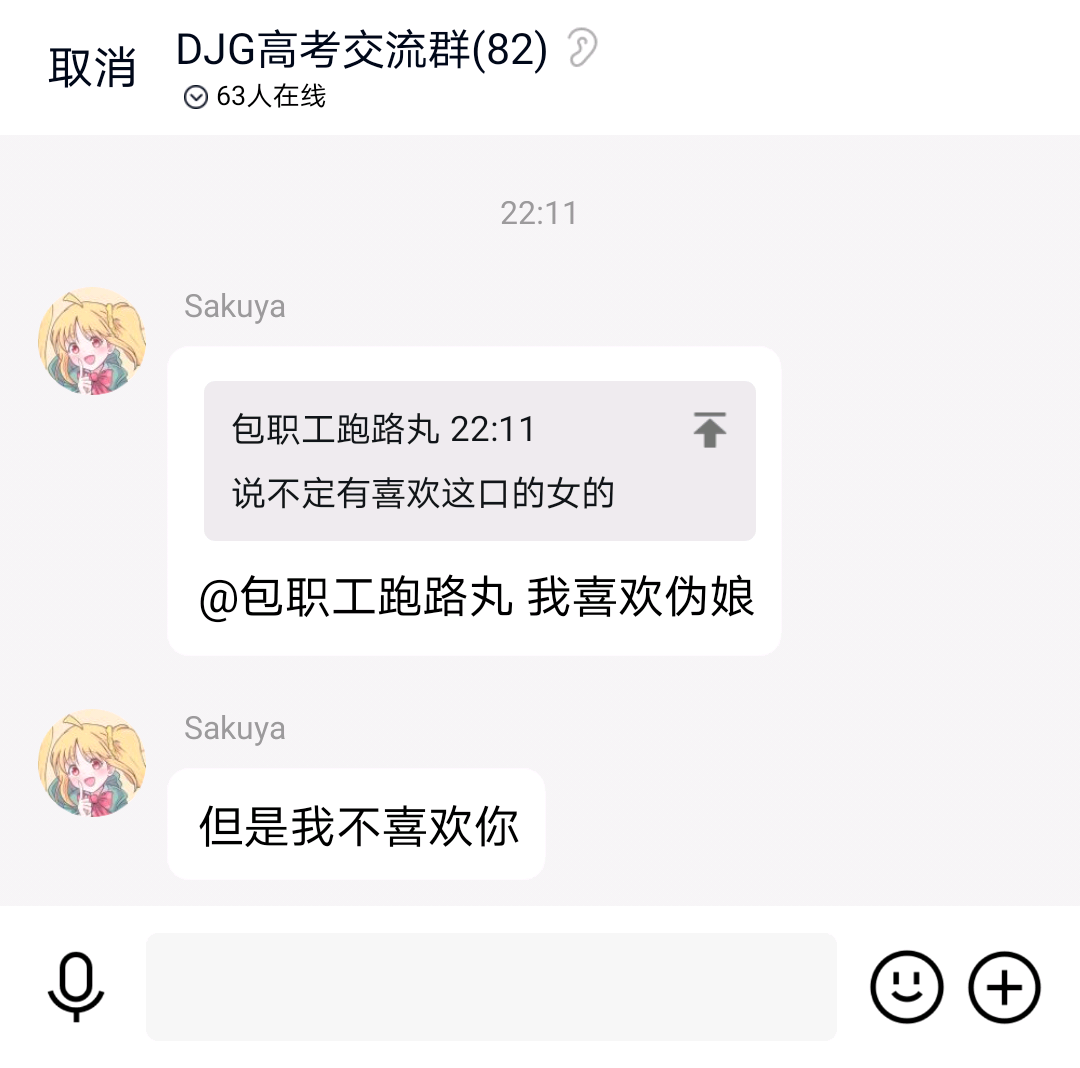 取消
DJG高考交流群(82)
63人在线
22:11
Sakuya
包职工跑路丸 22:11
说不定有喜欢这口的女的
@包职工跑路丸 我喜欢伪娘
Sakuya
但是我不喜欢你